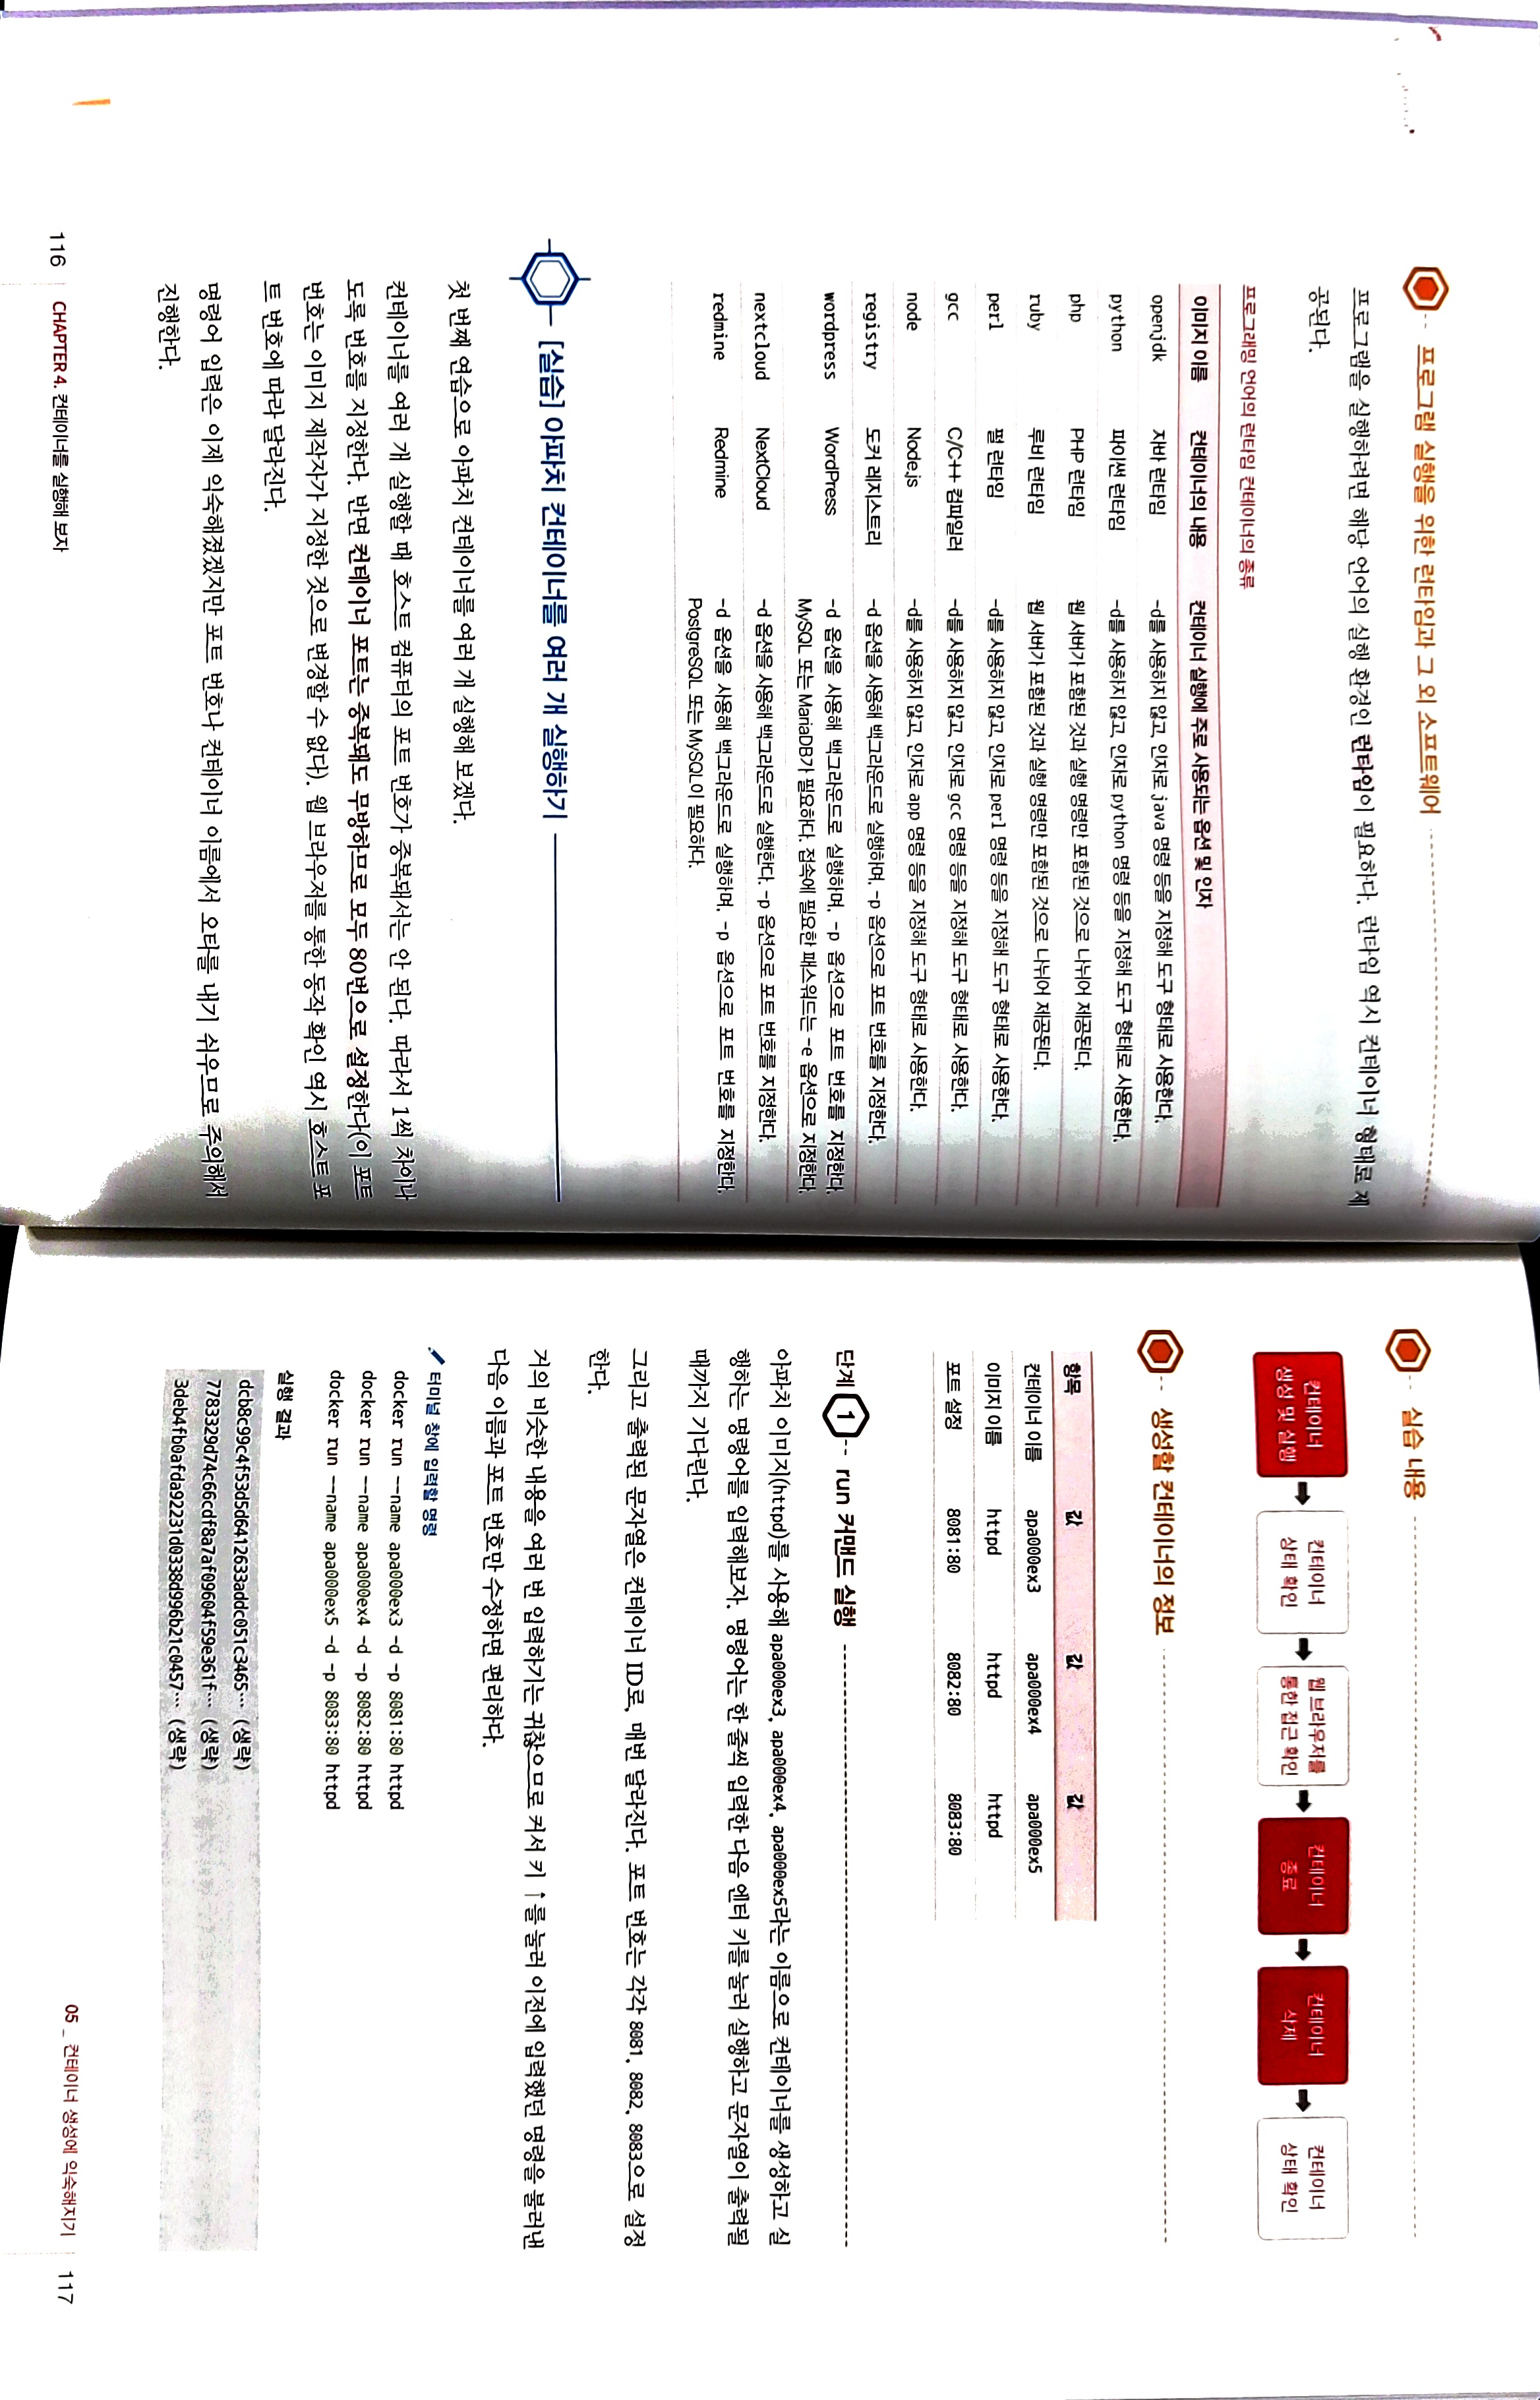 프로그램 실행을 위한 런타임과 그 외 소프트웨어
프로그램을 실행하려면 해당 언어의 실행 환경인 런타임이 필요하다. 런타임 역시 컨테이너 형태로 제
공된다.
프로그래밍 언어의 런타임 컨테이너의 종류
이미지 이름 컨테이너의 내용 컨테이너 실행에 주로 사용되는 옵션 및 인자
openjdk 자바 런타임 -d를 사용하지 않고, 인자로 java 명령 등을 지정해 도구 형태로 사용한다.
python 파이썬 런타임 -d를 사용하지 않고, 인자로 python 명령 등을 지정해 도구 형태로 사용한다.
php PHP 런타임 웹 서버가 포함된 것과 실행 명령만 포함된 것으로 나뉘어 제공된다.
ruby 루비 런타임 웹 서버가 포함된 것과 실행 명령만 포함된 것으로 나뉘어 제공된다.
perl 펄 런타임 -d를 사용하지 않고, 인자로 perl 명령 등을 지정해 도구 형태로 사용한다.
gcc C/C++ 컴파일러 -d를 사용하지 않고, 인자로 gcc 명령 등을 지정해 도구 형태로 사용한다.
node Node.js -d를 사용하지 않고, 인자로 app 명령 등을 지정해 도구 형태로 사용한다.
registry 도커 레지스트리 -d 옵션을 사용해 백그라운드로 실행하며, -p 옵션으로 포트 번호를 지정한다.
wordpress WordPress -d 옵션을 사용해 백그라운드로 실행하며, -p 옵션으로 포트 번호를 지정한다.
MySQL 또는 MariaDB가 필요하다. 접속에 필요한 패스워드는 -e 옵션으로 지정한다.
nextcloud NextCloud -d 옵션을 사용해 백그라운드로 실행한다. -p 옵션으로 포트 번호를 지정한다.
redmine Redmine -d 옵션을 사용해 백그라운드로 실행하며, -p 옵션으로 포트 번호를 지정한다.
PostgreSQL 또는 MySQL이 필요하다.
[실습] 아파치 컨테이너를 여러 개 실행하기
첫 번째 연습으로 아파치 컨테이너를 여러 개 실행해 보겠다.
컨테이너를 여러 개 실행할 때 호스트 컴퓨터의 포트 번호가 중복돼서는 안 된다. 따라서 1씩 차이나
도록 번호를 지정한다. 반면 컨테이너 포트는 중복돼도 무방하므로 모두 80번으로 설정한다(이 포트
번호는 이미지 제작자가 지정한 것으로 변경할 수 없다). 웹 브라우저를 통한 동작 확인 역시 호스트 포
트 번호에 따라 달라진다.
명령어 입력은 이제 익숙해졌겠지만 포트 번호나 컨테이너 이름에서 오타를 내기 쉬우므로 주의해서
진행한다.
116 CHAPTER 4. 컨테이너를 실행해 보자
실습 내용
컨테이너
생성 및 실행
컨테이너
상태 확인
웹 브라우저를
통한 접근 확인
컨테이너
종료
컨테이너
삭제
컨테이너
상태 확인
생성할 컨테이너의 정보
항목 값 값 값
컨테이너 이름 apa000ex3 apa000ex4 apa000ex5
이미지 이름 httpd httpd httpd
포트 설정 8081:80 8082:80 8083:80
단계 1 run 커맨드 실행
아파치 이미지(httpd)를 사용해 apa000ex3, apa000ex4, apa000ex5라는 이름으로 컨테이너를 생성하고 실
행하는 명령어를 입력해보자. 명령어는 한 줄씩 입력한 다음 엔터 키를 눌러 실행하고 문자열이 출력될
때까지 기다린다.
그리고 출력된 문자열은 컨테이너 ID로, 매번 달라진다. 포트 번호는 각각 8081, 8082, 8083으로 설정
한다.
거의 비슷한 내용을 여러 번 입력하기는 귀찮으므로 커서 키 ↑를 눌러 이전에 입력했던 명령을 불러낸
다음 이름과 포트 번호만 수정하면 편리하다.
터미널 창에 입력할 명령
docker run --name apa000ex3 -d -p 8081:80 httpd
docker run --name apa000ex4 -d -p 8082:80 httpd
docker run --name apa000ex5 -d -p 8083:80 httpd
실행 결과
dcb8c99c4f53d5d6412633addc051c3465… (생략)
7783329d74c66cdf8a7af09604f59e361f… (생략)
3deb4fb0afda92231d0338d996b21c0457… (생략)
05 _ 컨테이너 생성에 익숙해지기 117